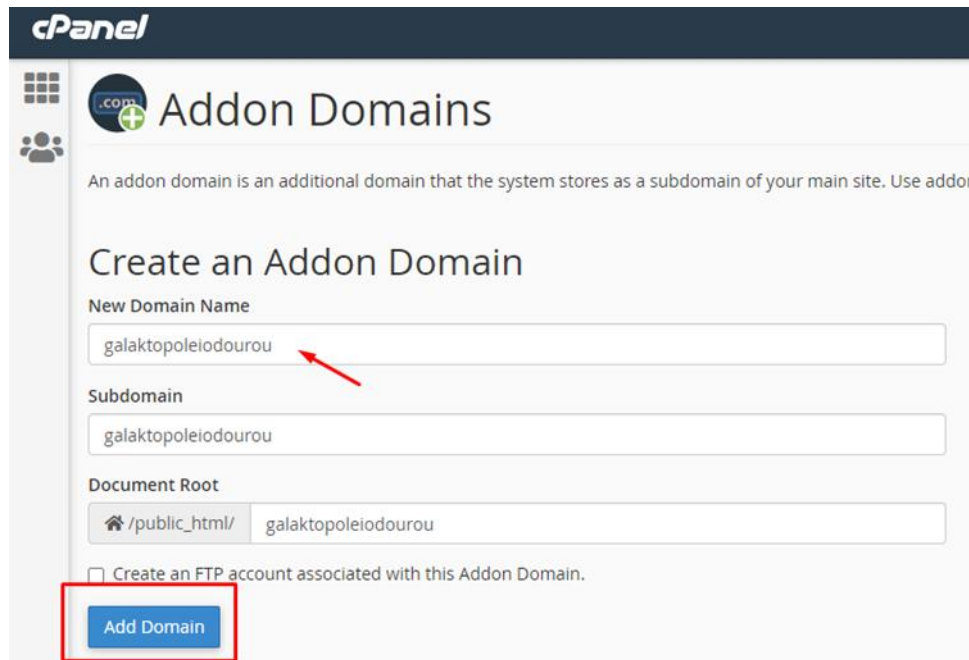 cPanel
.com
Addon Domains
An addon domain is an additional domain that the system stores as a subdomain of your main site. Use
Create an Addon Domain
New Domain Name
galaktopoleiodourou
Subdomain
galaktopoleiodourou
Document Root
/public_html/ galaktopoleiodourou
Create an FTP account associated with this Addon Domain.
Add Domain